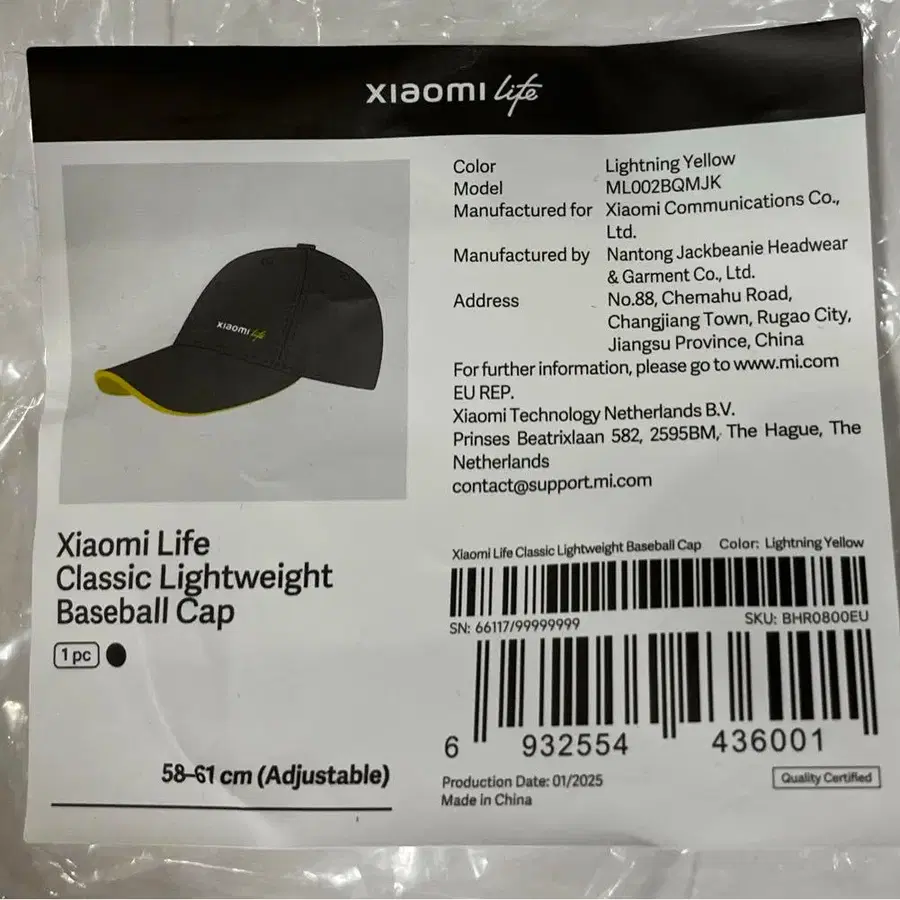 xiaomi life
xiaomi life
Xiaomi Life
Classic Lightweight
Baseball Cap
1 pc
58–61 cm (Adjustable)
Color Lightning Yellow
Model ML002BQMJK
Manufactured for Xiaomi Communications Co.,
Ltd.
Manufactured by Nantong Jackbeanie Headwear
& Garment Co., Ltd.
Address No.88, Chemahu Road,
Changjiang Town, Rugao City,
Jiangsu Province, China
For further information, please go to www.mi.com
EU REP.
Xiaomi Technology Netherlands B.V.
Prinses Beatrixlaan 582, 2595BM, The Hague, The
Netherlands
contact@support.mi.com
Xiaomi Life Classic Lightweight Baseball Cap Color: Lightning Yellow
SN: 66117/99999999 SKU: BHR0800EU
6 932554 436001
Production Date: 01/2025 Quality Certified
Made in China